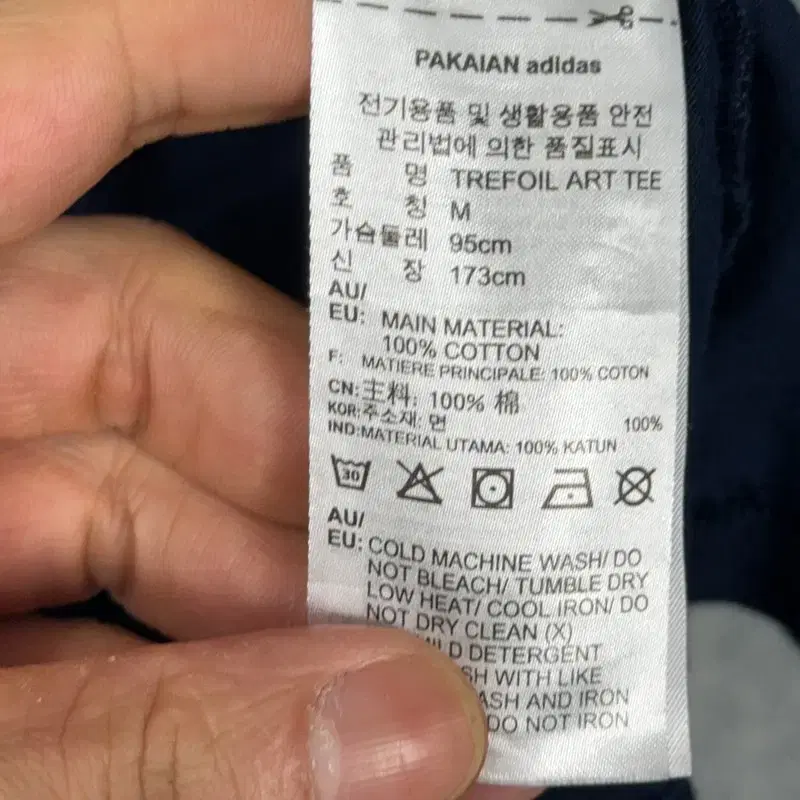 PAKAIAN adidas
전기용품 및 생활용품 안전
관리법에 의한 품질표시
품 명 TREFOIL ART TEE
호 칭 M
가슴둘레 95cm
신 장 173cm
AU/
EU: MAIN MATERIAL:
100% COTTON
F: MATIERE PRINCIPALE: 100% COTON
CN:主料: 100% 棉
KOR:주소재: 면 100%
IND:MATERIAL UTAMA: 100% KATUN
30
AU/
EU: COLD MACHINE WASH/ DO
NOT BLEACH/ TUMBLE DRY
LOW HEAT/ COOL IRON/ DO
NOT DRY CLEAN (X)
DETERGENT
WITH LIKE
AND IRON
DO NOT IRON